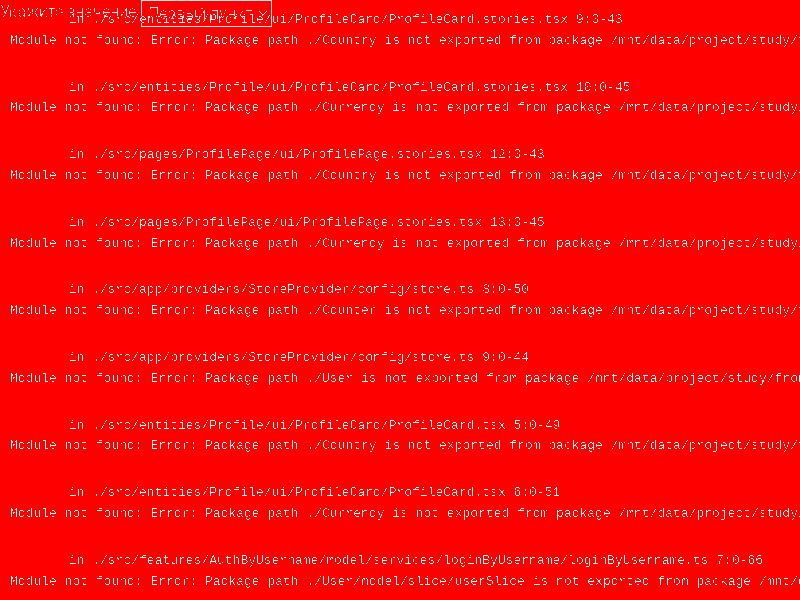 in ./src/entities/Profile/ui/ProfileCard/ProfileCard.stories.tsx 9:0-43
Module not found: Error: Package path ./Country is not exported from package /mnt/data/project/study/
in ./src/entities/Profile/ui/ProfileCard/ProfileCard.stories.tsx 10:0-45
Module not found: Error: Package path ./Currency is not exported from package /mnt/data/project/study
in ./src/pages/ProfilePage/ui/ProfilePage.stories.tsx 12:0-43
Module not found: Error: Package path ./Country is not exported from package /mnt/data/project/study/
in ./src/pages/ProfilePage/ui/ProfilePage.stories.tsx 13:0-45
Module not found: Error: Package path ./Currency is not exported from package /mnt/data/project/study
in ./src/app/providers/StoreProvider/config/store.ts 8:0-50
Module not found: Error: Package path ./Counter is not exported from package /mnt/data/project/study/
in ./src/app/providers/StoreProvider/config/store.ts 9:0-44
Module not found: Error: Package path ./User is not exported from package /mnt/data/project/study/fron
in ./src/entities/Profile/ui/ProfileCard/ProfileCard.tsx 5:0-49
Module not found: Error: Package path ./Country is not exported from package /mnt/data/project/study/
in ./src/entities/Profile/ui/ProfileCard/ProfileCard.tsx 6:0-51
Module not found: Error: Package path ./Currency is not exported from package /mnt/data/project/study
in ./src/features/AuthByUsername/model/services/loginByUsername/loginByUsername.ts 7:0-66
Module not found: Error: Package path ./User/model/slice/userSlice is not exported from package /mnt/